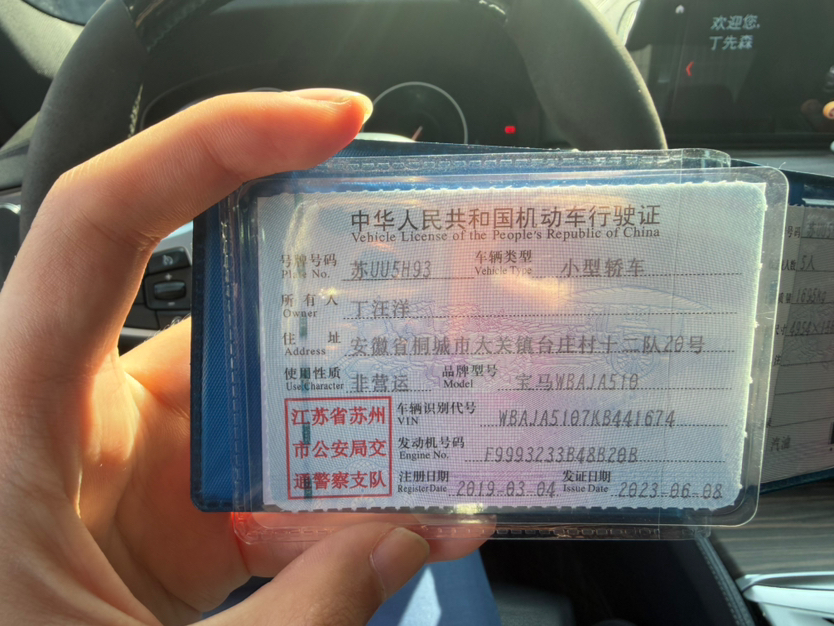 欢迎您,
丁先森
中华人民共和国机动车行驶证
Vehicle License of the People's Republic of China
号牌号码 苏UU5H93 车辆类型 小型轿车
Plate No. Vehicle Type
所有人 丁汪洋
Owner
住址 安徽省桐城市大关镇台庄村十二队20号
Address
使用性质 非营运 品牌型号 宝马WBAJA510
Use Character Model
江苏省苏州
市公安局交
通警察支队
车辆识别代号 WBAJA5107KB441674
VIN
发动机号码 F9993233B48B20B
Engine No.
注册日期 2019-03-04 发证日期 2023-06-08
Register Date Issue Date
5人
汽油